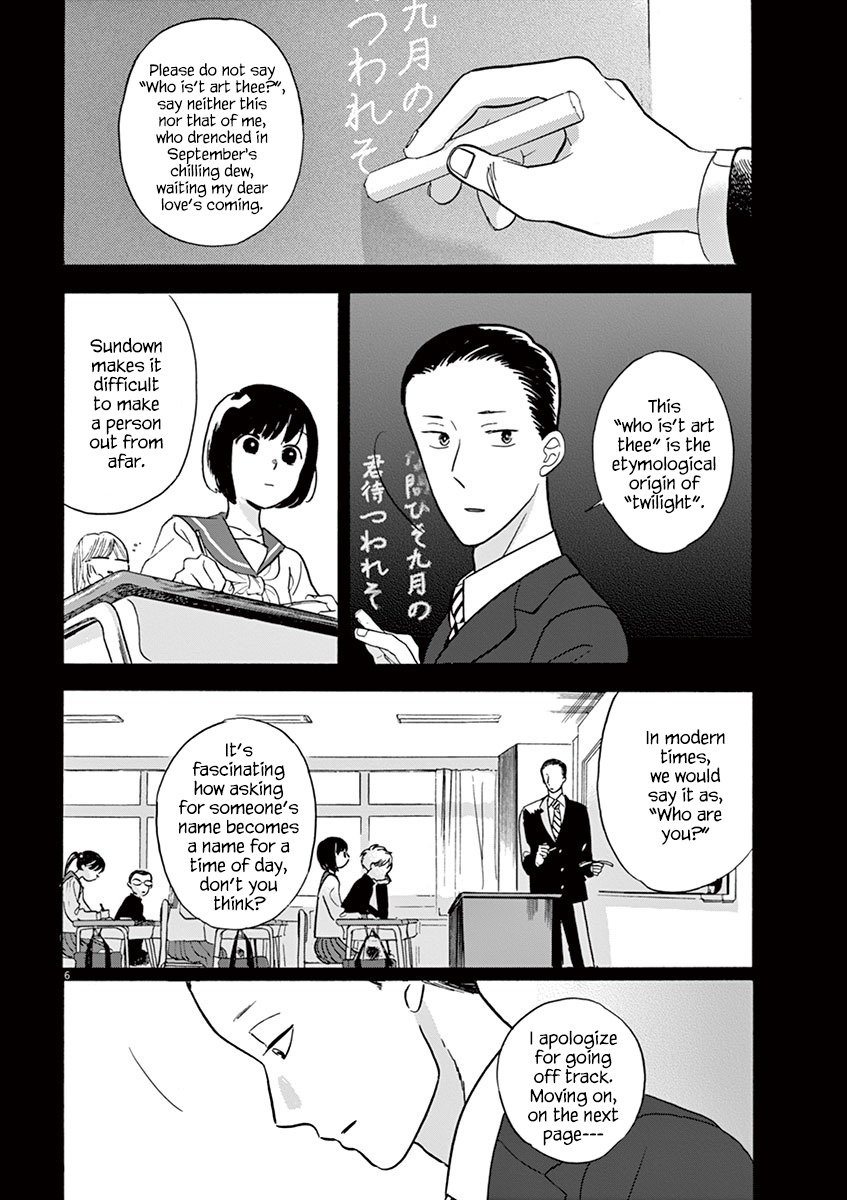 九月の
つわれそ
Please do not say
"Who is't art thee?",
say neither this
nor that of me,
who drenched in
September's
chilling dew,
waiting my dear
love's coming.
This
"who is't art
thee" is the
etymological
origin of
"twilight".
問ひそ九月の
君待つわれそ
Sundown
makes it
difficult
to make
a person
out from
afar.
In modern
times,
we would
say it as,
"Who are
you?"
It's
fascinating
how asking
for someone's
name becomes
a name for a
time of day,
don't you
think?
6
I apologize
for going
off track.
Moving on,
on the next
page---